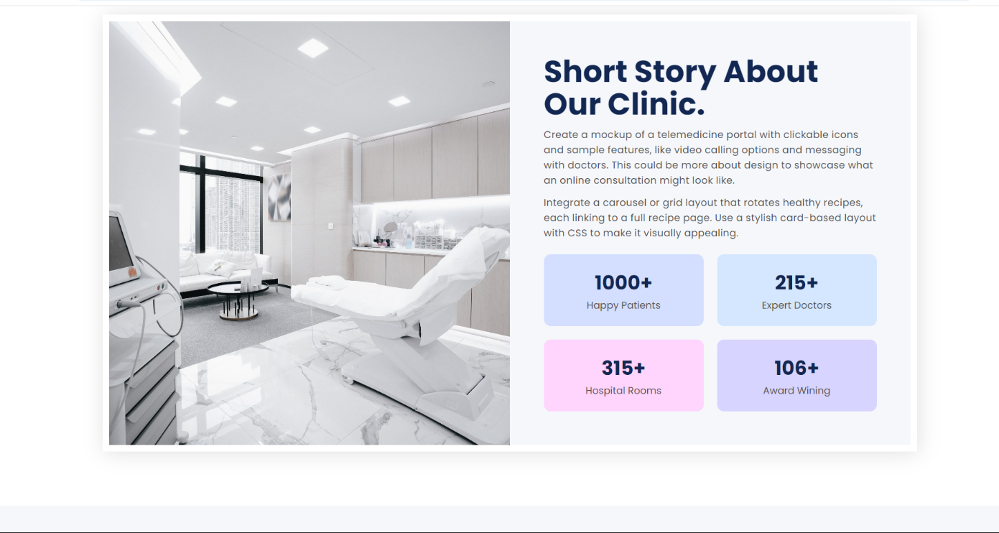 Short Story About
Our Clinic.
Create a mockup of a telemedicine portal with clickable icons
and sample features, like video calling options and messaging
with doctors. This could be more about design to showcase what
an online consultation might look like.
Integrate a carousel or grid layout that rotates healthy recipes,
each linking to a full recipe page. Use a stylish card-based layout
with CSS to make it visually appealing.
1000+
Happy Patients
215+
Expert Doctors
315+
Hospital Rooms
106+
Award Wining